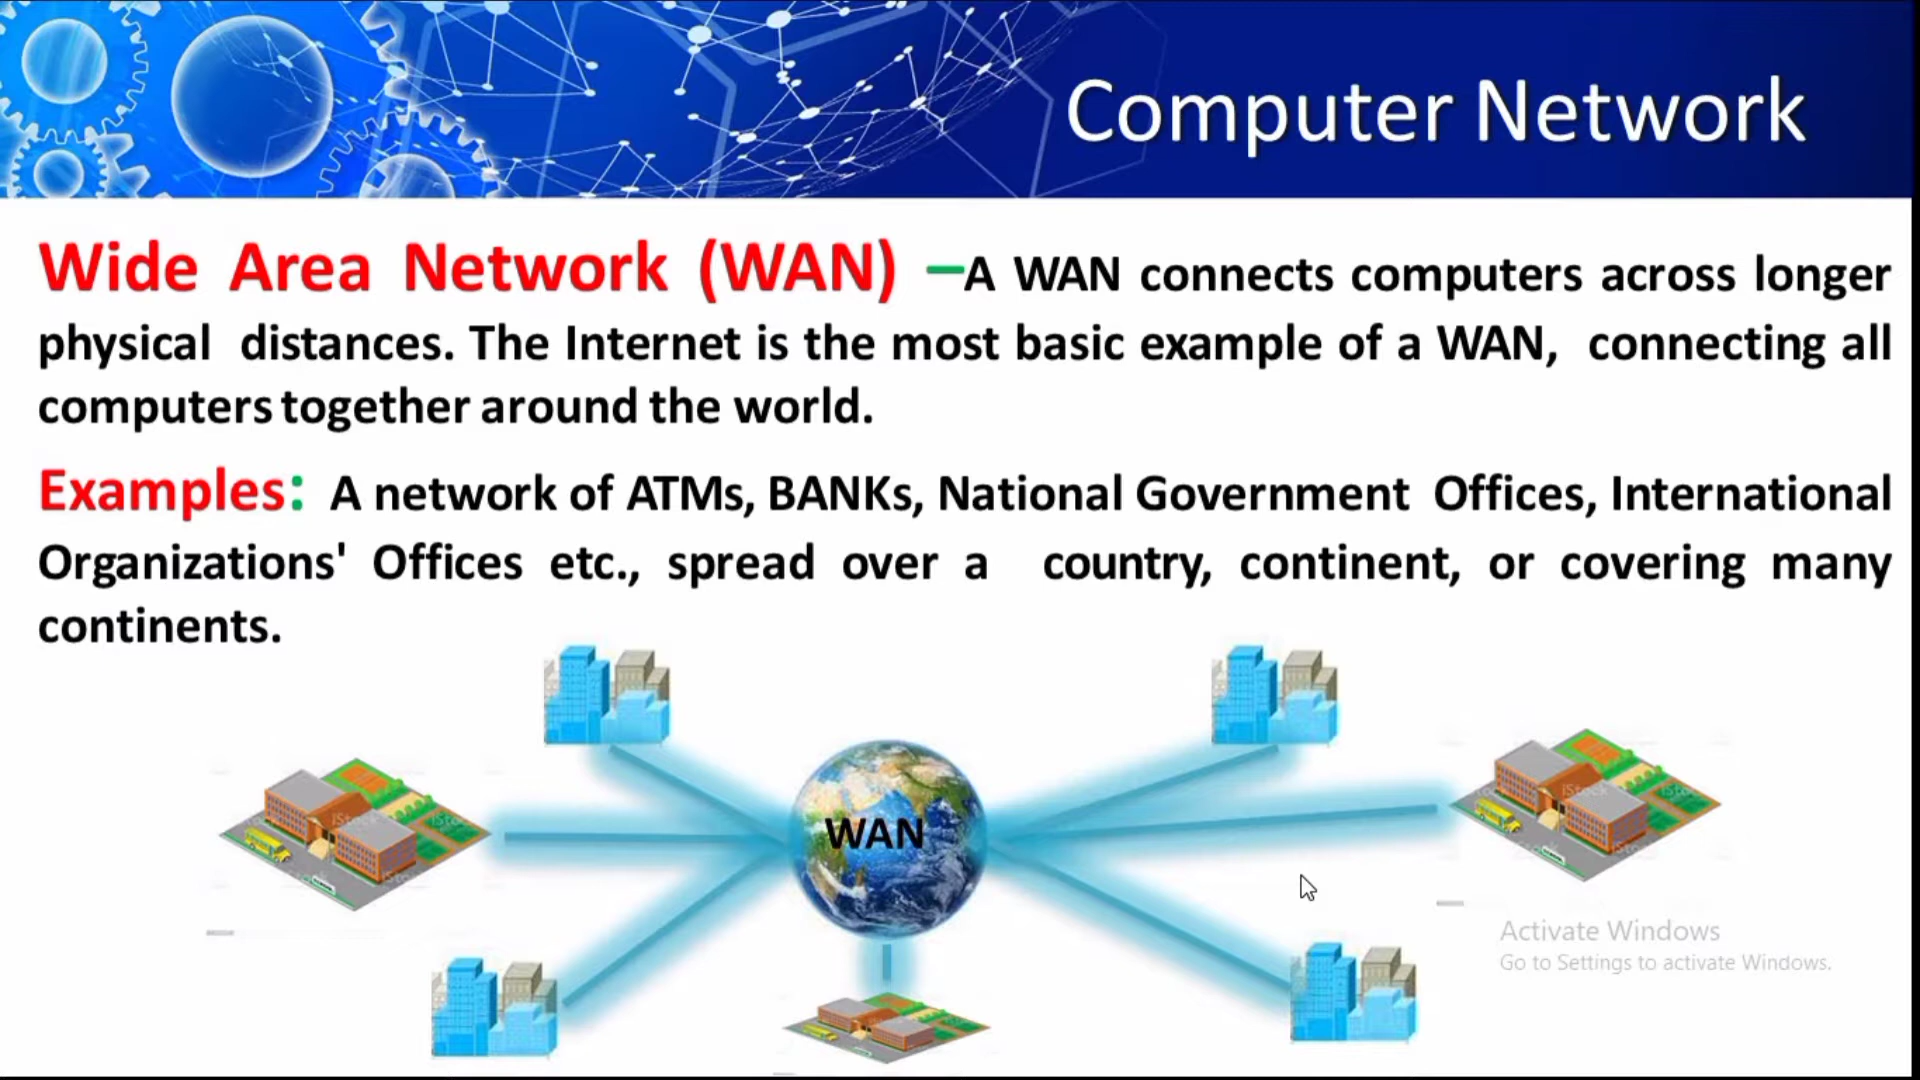 Computer Network
Wide Area Network (WAN) –A WAN connects computers across longer
physical distances. The Internet is the most basic example of a WAN, connecting all
computers together around the world.
Examples: A network of ATMs, BANKs, National Government Offices, International
Organizations' Offices etc., spread over a country, continent, or covering many
continents.
WAN
Activate Windows
Go to Settings to activate Windows.